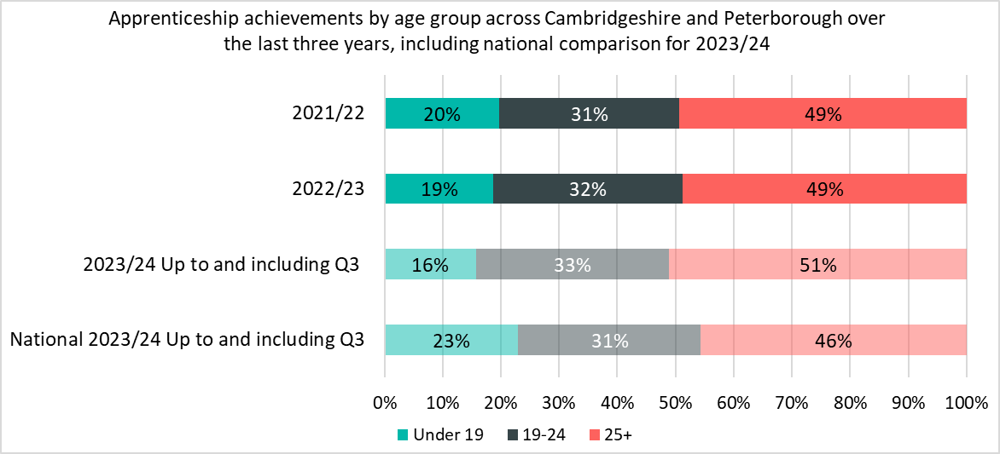 Apprenticeship achievements by age group across Cambridgeshire and Peterborough over
the last three years, including national comparison for 2023/24
2021/22 20% 31% 49%
2022/23 19% 32% 49%
2023/24 Up to and including Q3 16% 33% 51%
National 2023/24 Up to and including Q3 23% 31% 46%
0% 10% 20% 30% 40% 50% 60% 70% 80% 90% 100%
Under 19 19-24 25+